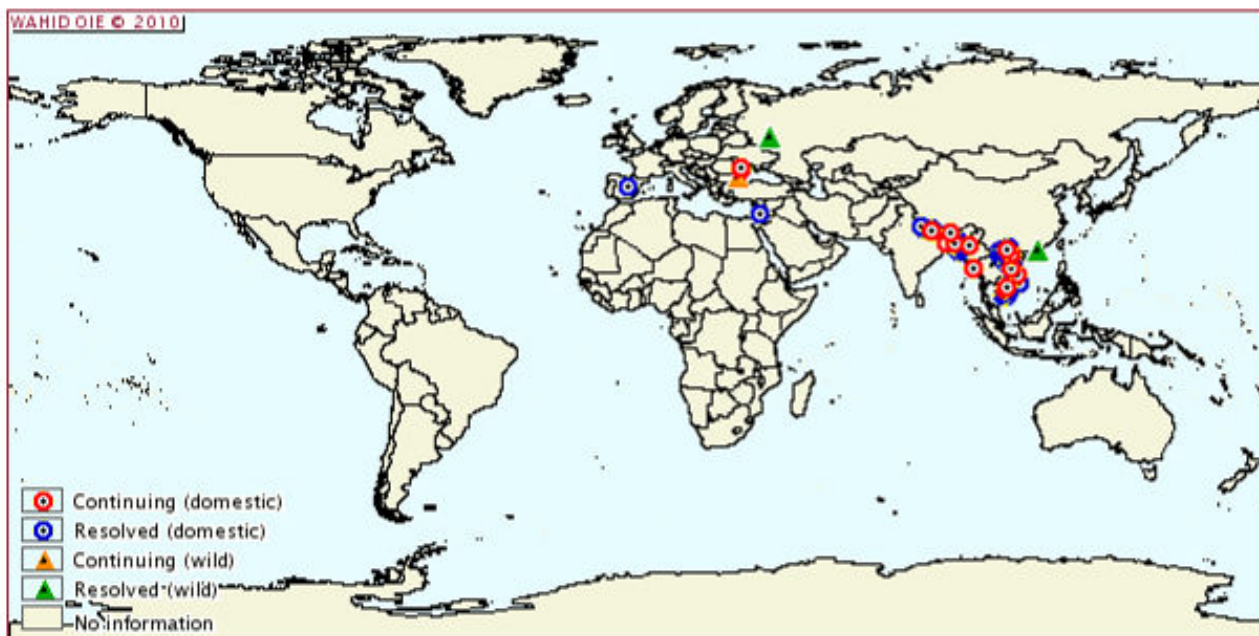 WAHID OIE © 2010
Continuing (domestic)
Resolved (domestic)
Continuing (wild)
Resolved (wild)
No information